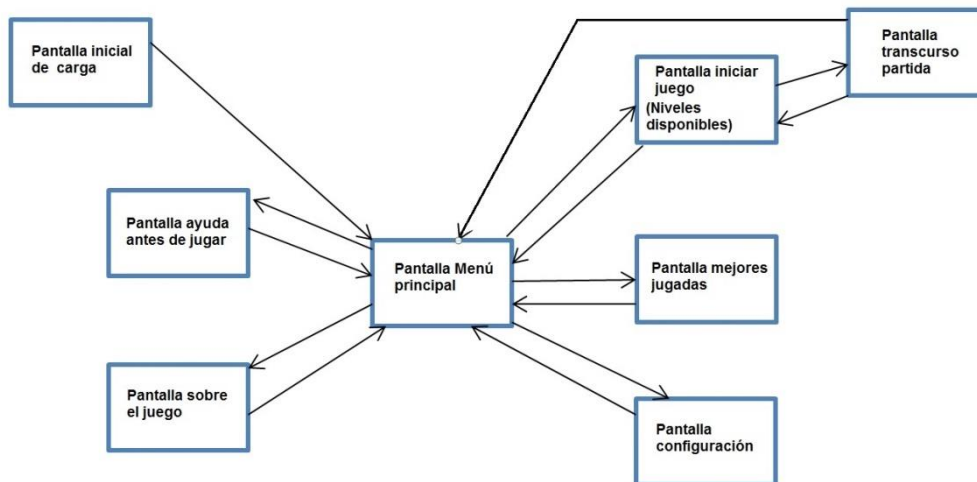 Pantalla inicial
de carga
Pantalla
transcurso
partida
Pantalla iniciar
juego
(Niveles
disponibles)
Pantalla ayuda
antes de jugar
Pantalla Menú
principal
Pantalla mejores
jugadas
Pantalla sobre
el juego
Pantalla
configuración